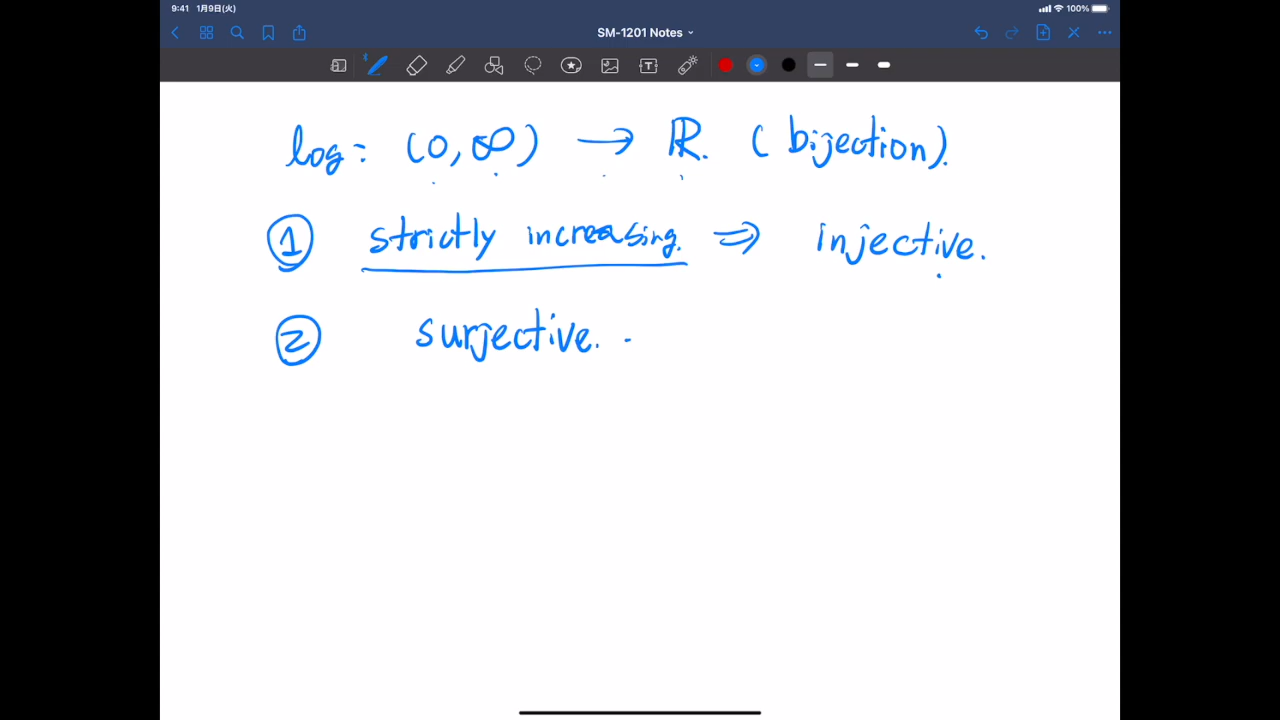 9:41 1月9日(火) 100%
SM-1201 Notes
log: (0, ∞) → ℝ. (bijection).
① strictly increasing. ⇒ injective.
② surjective.